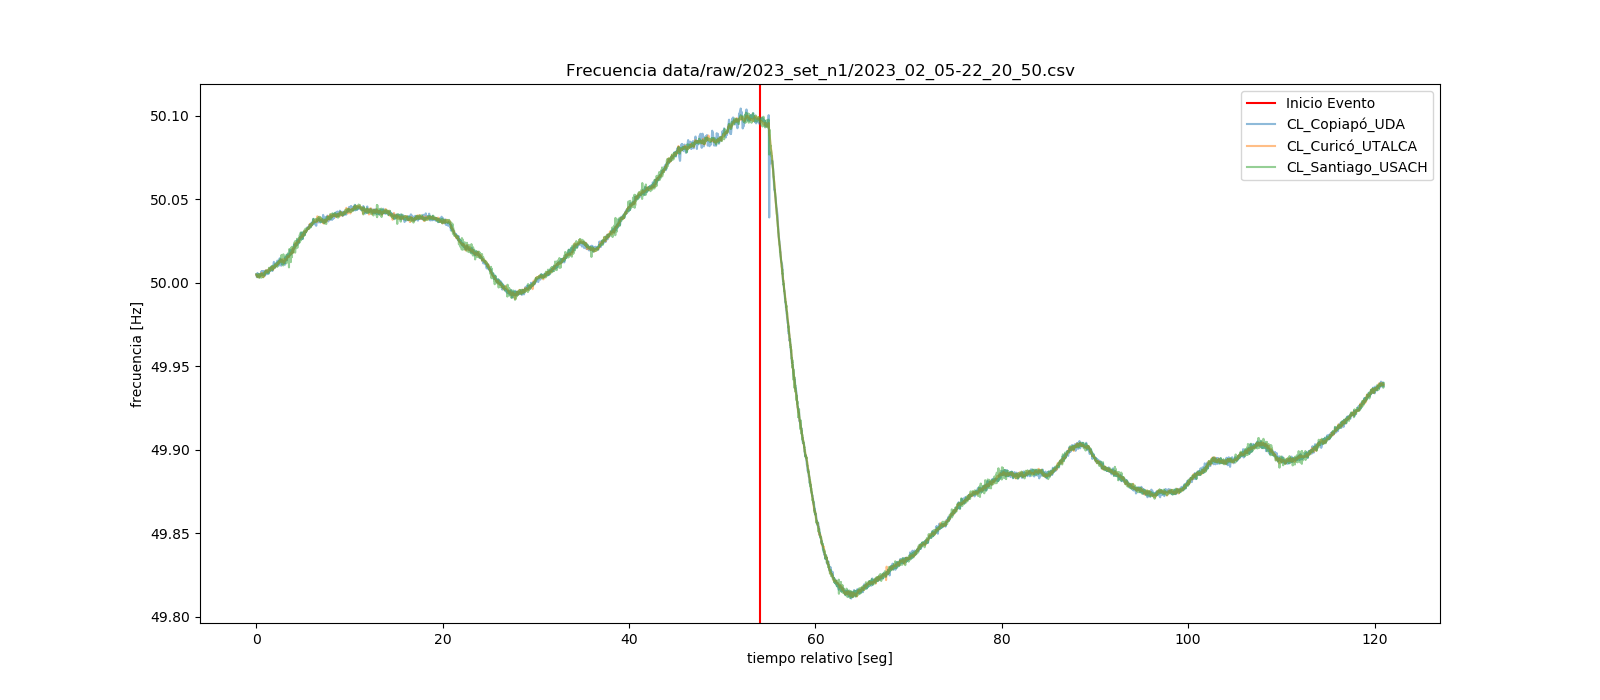 Frecuencia data/raw/2023_set_n1/2023_02_05-22_20_50.csv
Inicio Evento
CL_Copiapó_UDA
CL_Curicó_UTALCA
CL_Santiago_USACH
frecuencia [Hz]
50.10
50.05
50.00
49.95
49.90
49.85
49.80
0 20 40 60 80 100 120
tiempo relativo [seg]